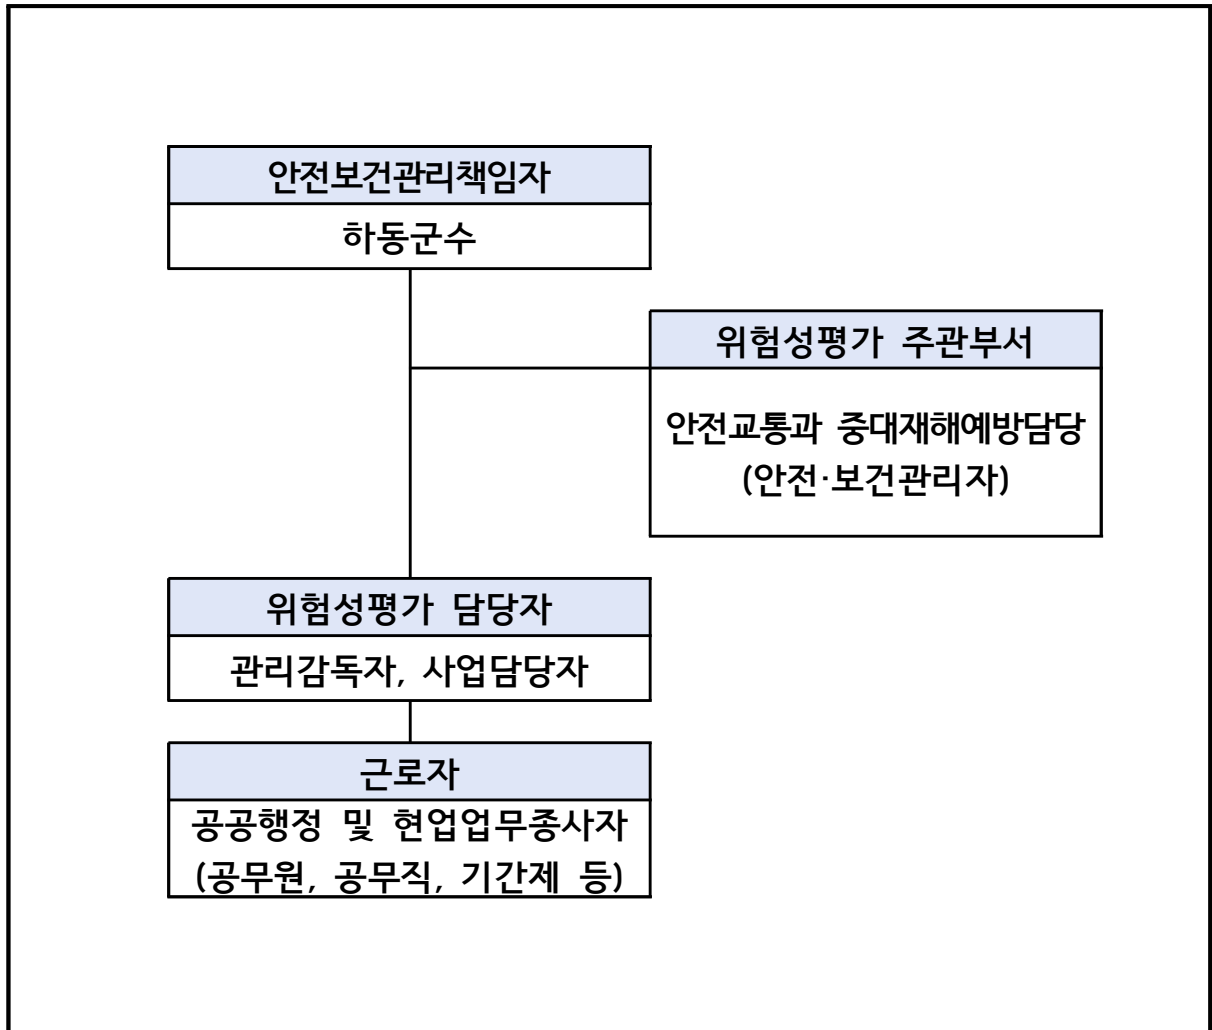 안전보건관리책임자
하동군수
위험성평가 주관부서
안전교통과 중대재해예방담당
(안전·보건관리자)
위험성평가 담당자
관리감독자, 사업담당자
근로자
공공행정 및 현업업무종사자
(공무원, 공무직, 기간제 등)